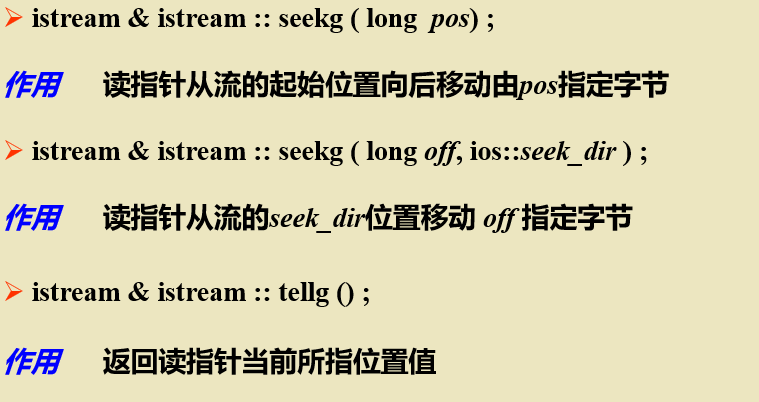 ➢ istream & istream :: seekg ( long pos) ;
作用 读指针从流的起始位置向后移动由pos指定字节
➢ istream & istream :: seekg ( long off, ios::seek_dir ) ;
作用 读指针从流的seek_dir位置移动 off 指定字节
➢ istream & istream :: tellg () ;
作用 返回读指针当前所指位置值